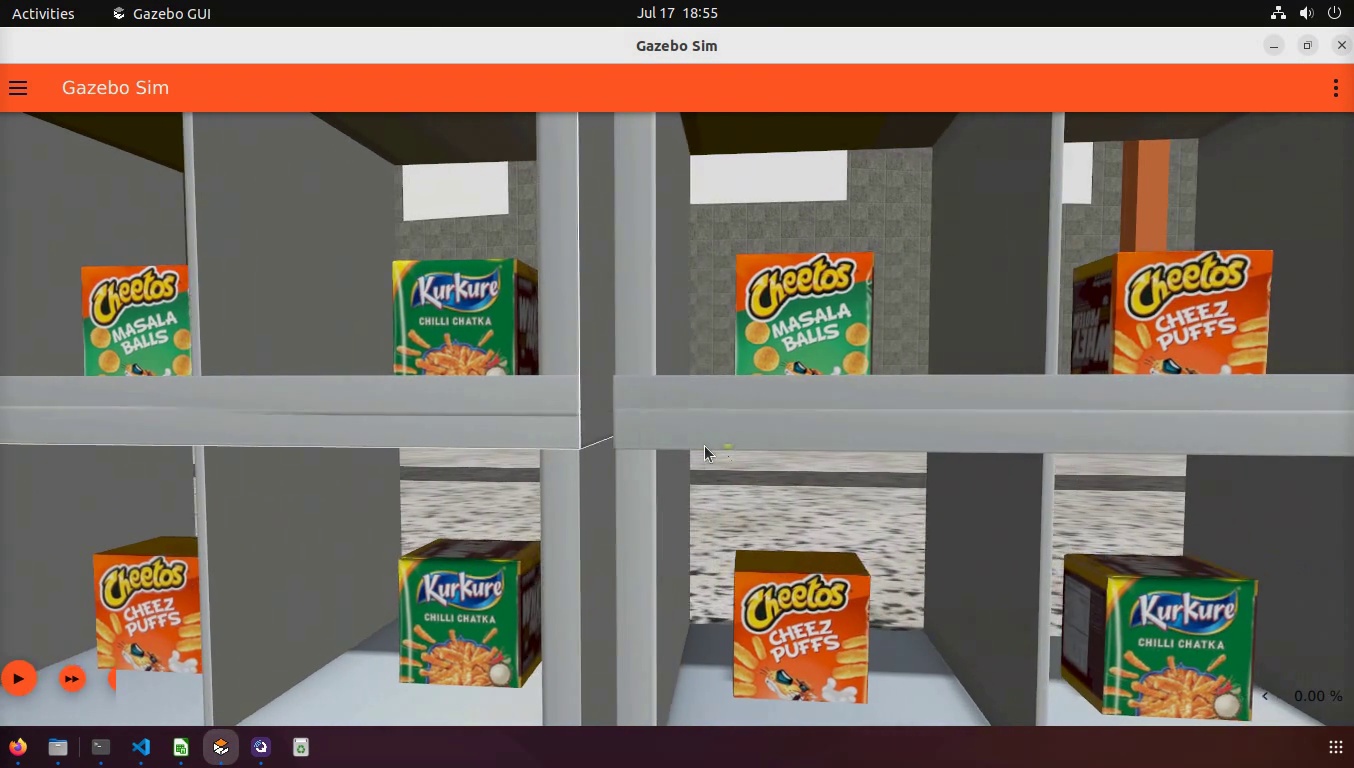 Activities
Gazebo GUI
Jul 17 18:55
Gazebo Sim
Gazebo Sim
Cheetos
MASALA
BALLS
Kurkure
CHILLI CHATKA
Cheetos
MASALA
BALLS
Cheetos
CHEEZ
PUFFS
Cheetos
CHEEZ
PUFFS
Kurkure
CHILLI CHATKA
Cheetos
CHEEZ
PUFFS
Kurkure
CHILLI CHATKA
0.00 %